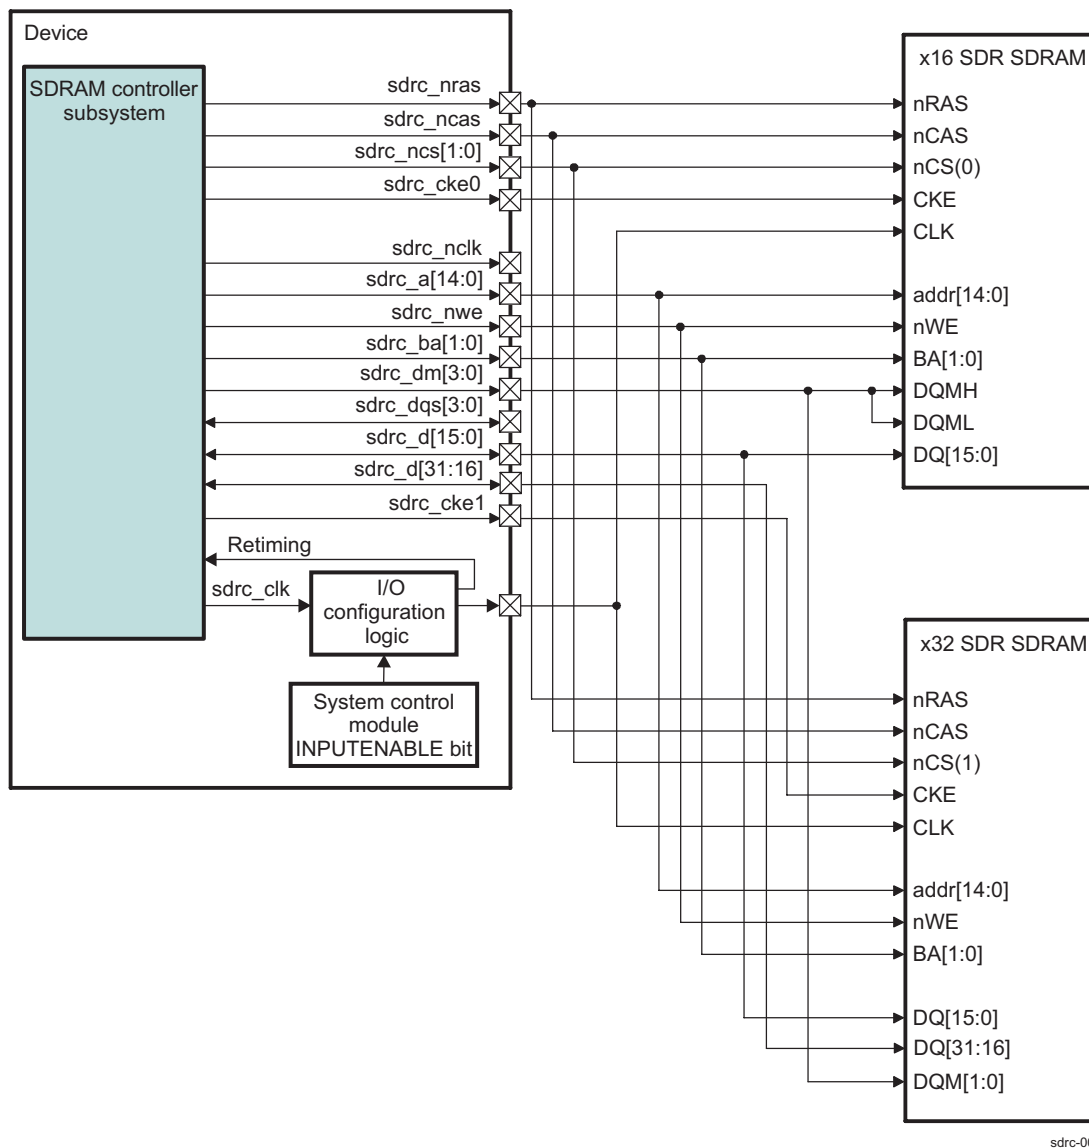 Device
SDRAM controller
subsystem
sdrc_nras
sdrc_ncas
sdrc_ncs[1:0]
sdrc_cke0
sdrc_nclk
sdrc_a[14:0]
sdrc_nwe
sdrc_ba[1:0]
sdrc_dm[3:0]
sdrc_dqs[3:0]
sdrc_d[15:0]
sdrc_d[31:16]
sdrc_cke1
Retiming
sdrc_clk
I/O
configuration
logic
System control
module
INPUTENABLE bit
x16 SDR SDRAM
nRAS
nCAS
nCS(0)
CKE
CLK
addr[14:0]
nWE
BA[1:0]
DQMH
DQML
DQ[15:0]
x32 SDR SDRAM
nRAS
nCAS
nCS(1)
CKE
CLK
addr[14:0]
nWE
BA[1:0]
DQ[15:0]
DQ[31:16]
DQM[1:0]